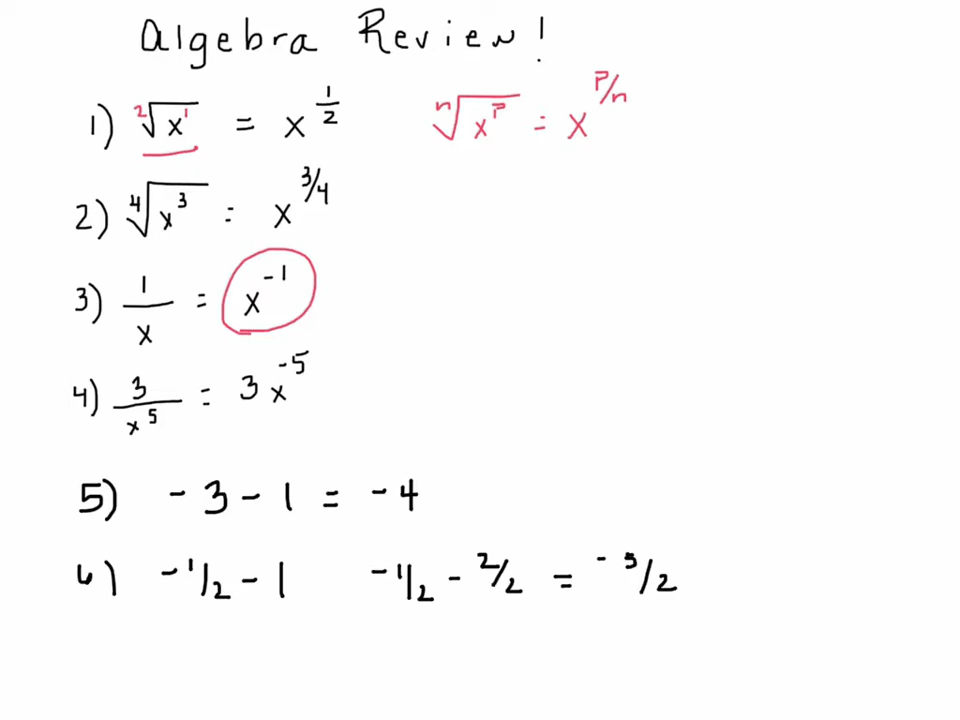 Algebra Review!
1) ²√x¹ = x^(1/2) ⁿ√x^p = x^(p/n)
2) ⁴√x³ = x^(3/4)
3) 1/x = x^(-1)
4) 3/x⁵ = 3x^(-5)
5) -3 - 1 = -4
6) -1/2 - 1 -1/2 - 2/2 = -3/2